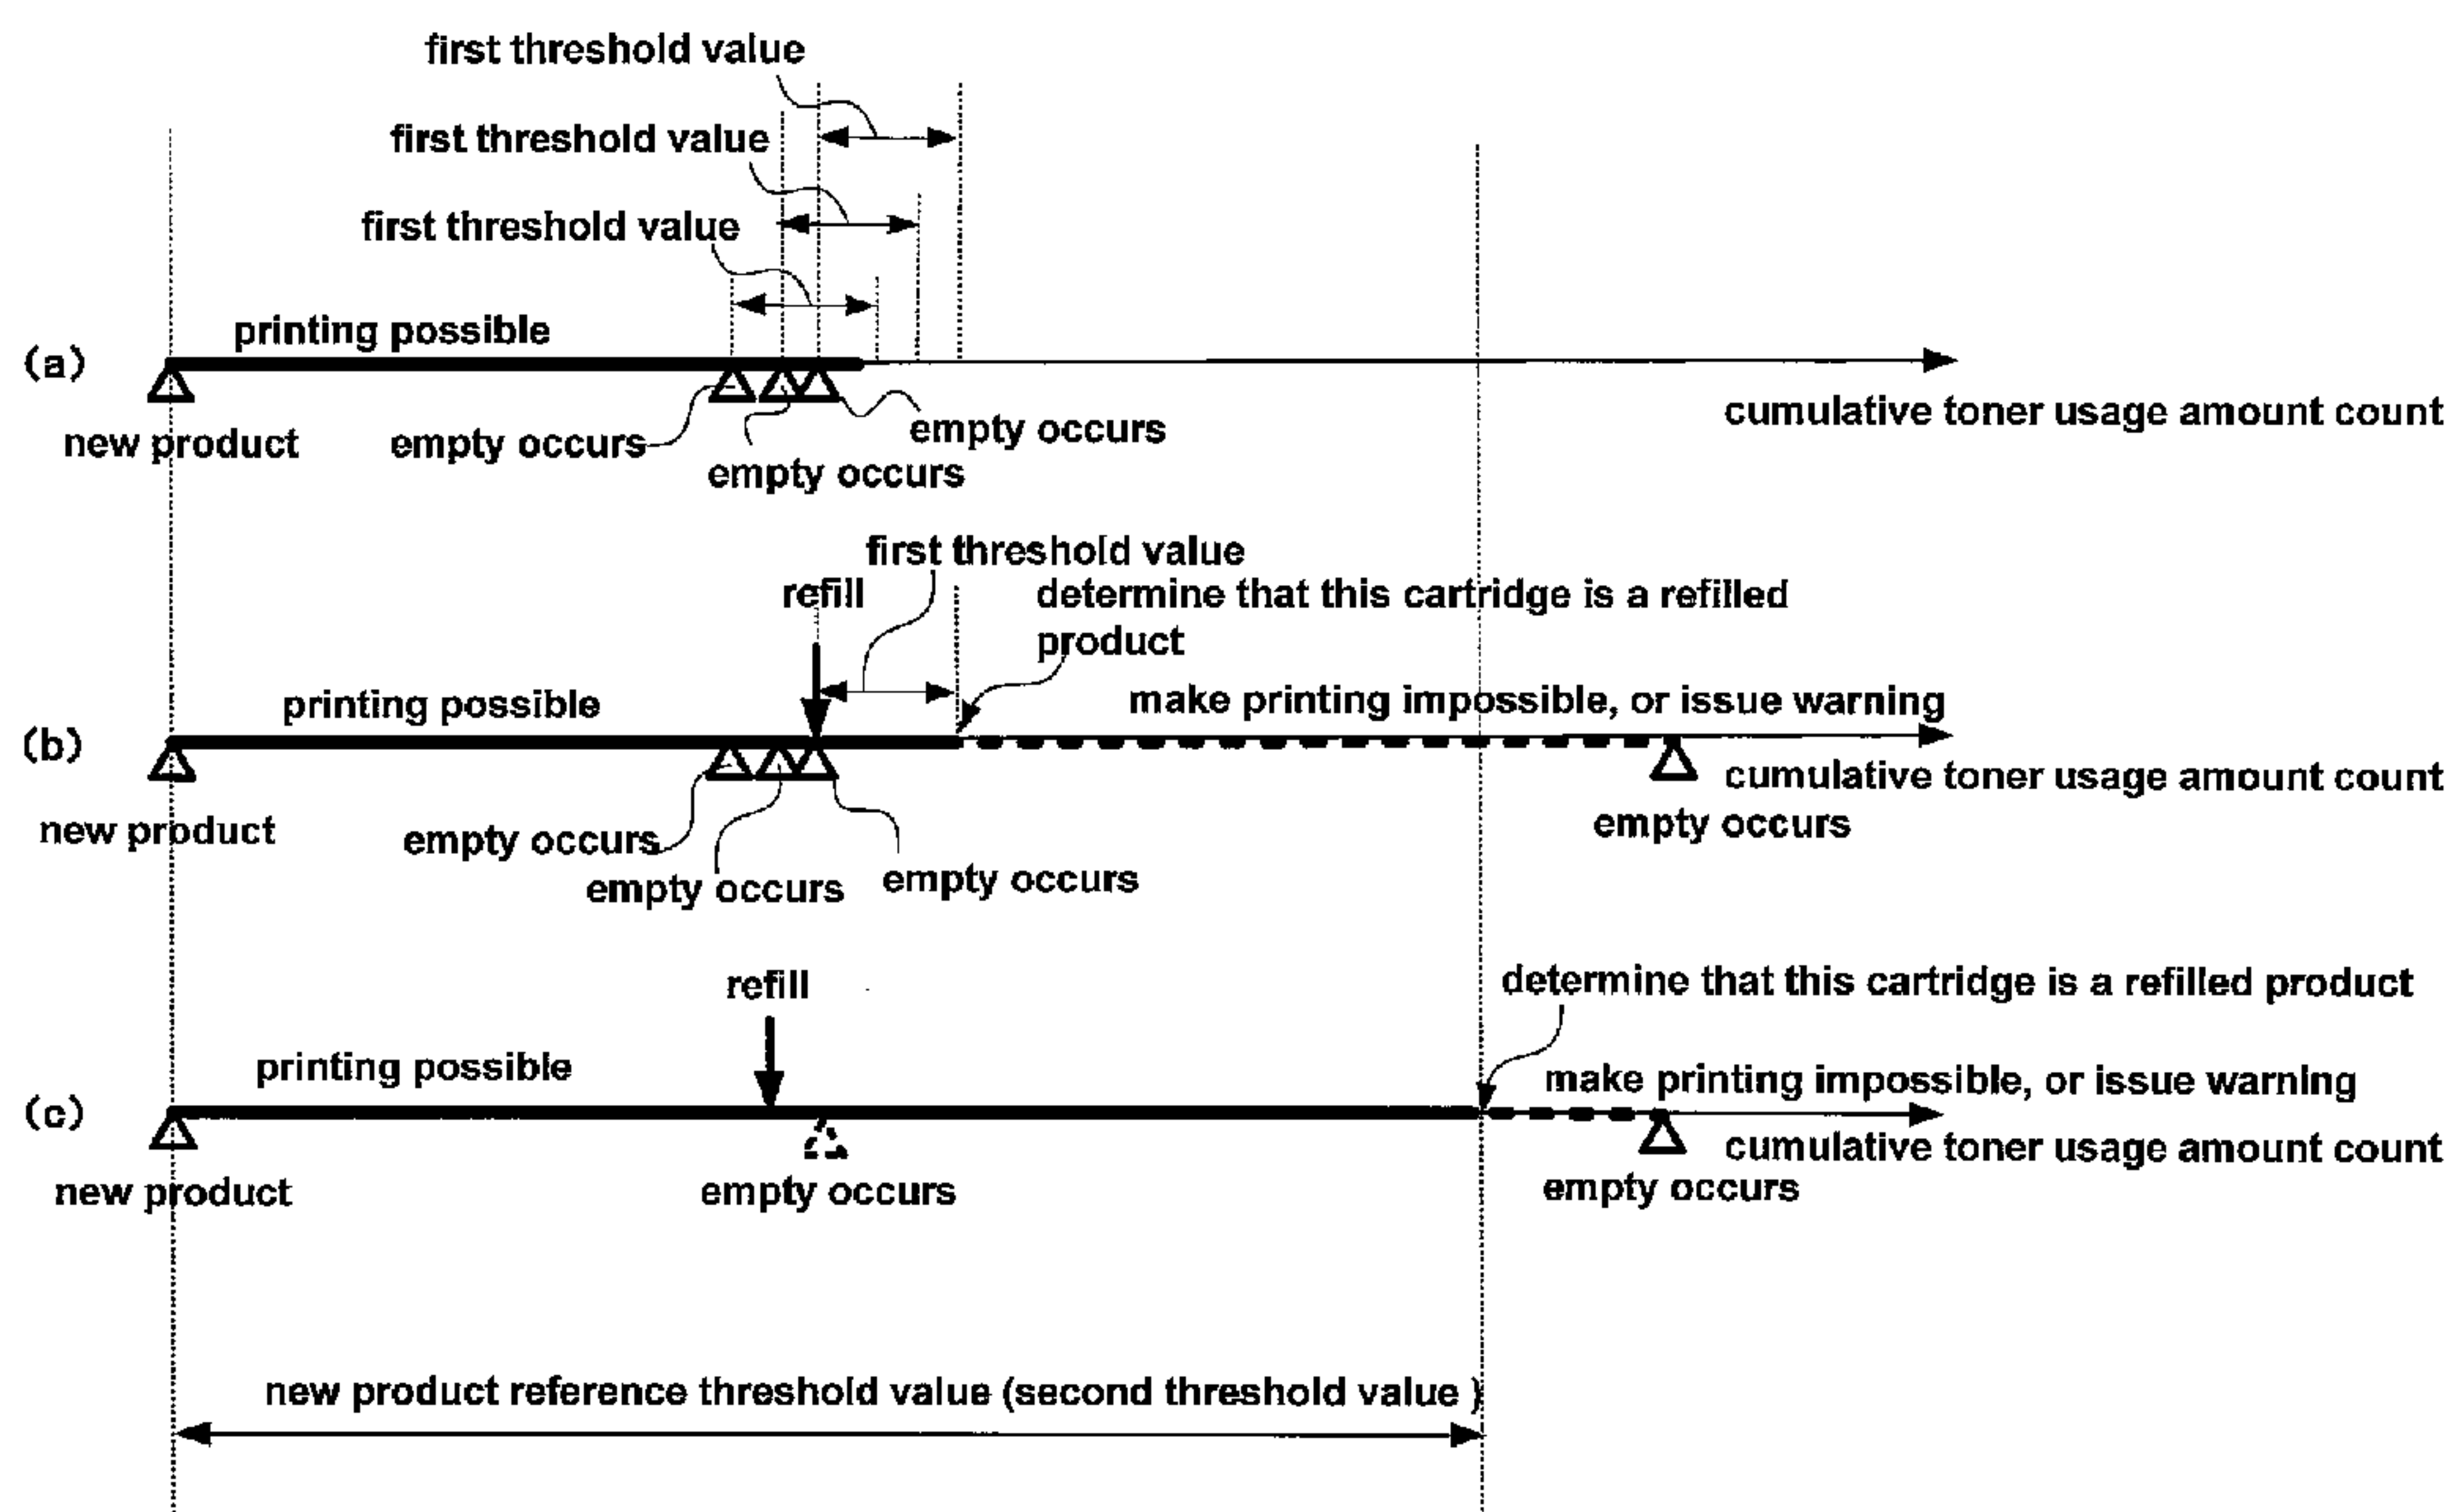 first threshold value
first threshold value
first threshold value
printing possible
(a)
cumulative toner usage amount count
new product
empty occurs
empty occurs
empty occurs
first threshold value
refill
determine that this cartridge is a refilled
product
printing possible
make printing impossible, or issue warning
(b)
cumulative toner usage amount count
new product
empty occurs
empty occurs
empty occurs
empty occurs
refill
determine that this cartridge is a refilled product
printing possible
make printing impossible, or issue warning
(c)
cumulative toner usage amount count
new product
empty occurs
empty occurs
new product reference threshold value (second threshold value )